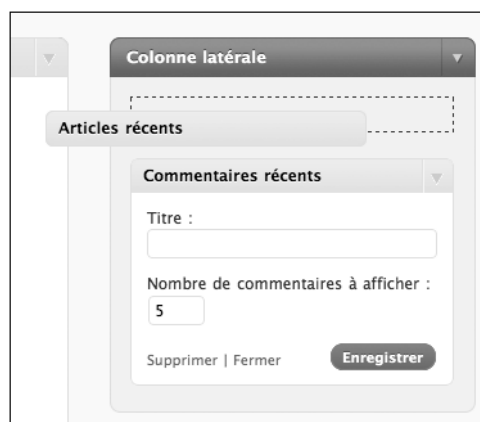 Colonne latérale
Articles récents
Commentaires récents
Titre :
Nombre de commentaires à afficher :
5
Supprimer | Fermer
Enregistrer